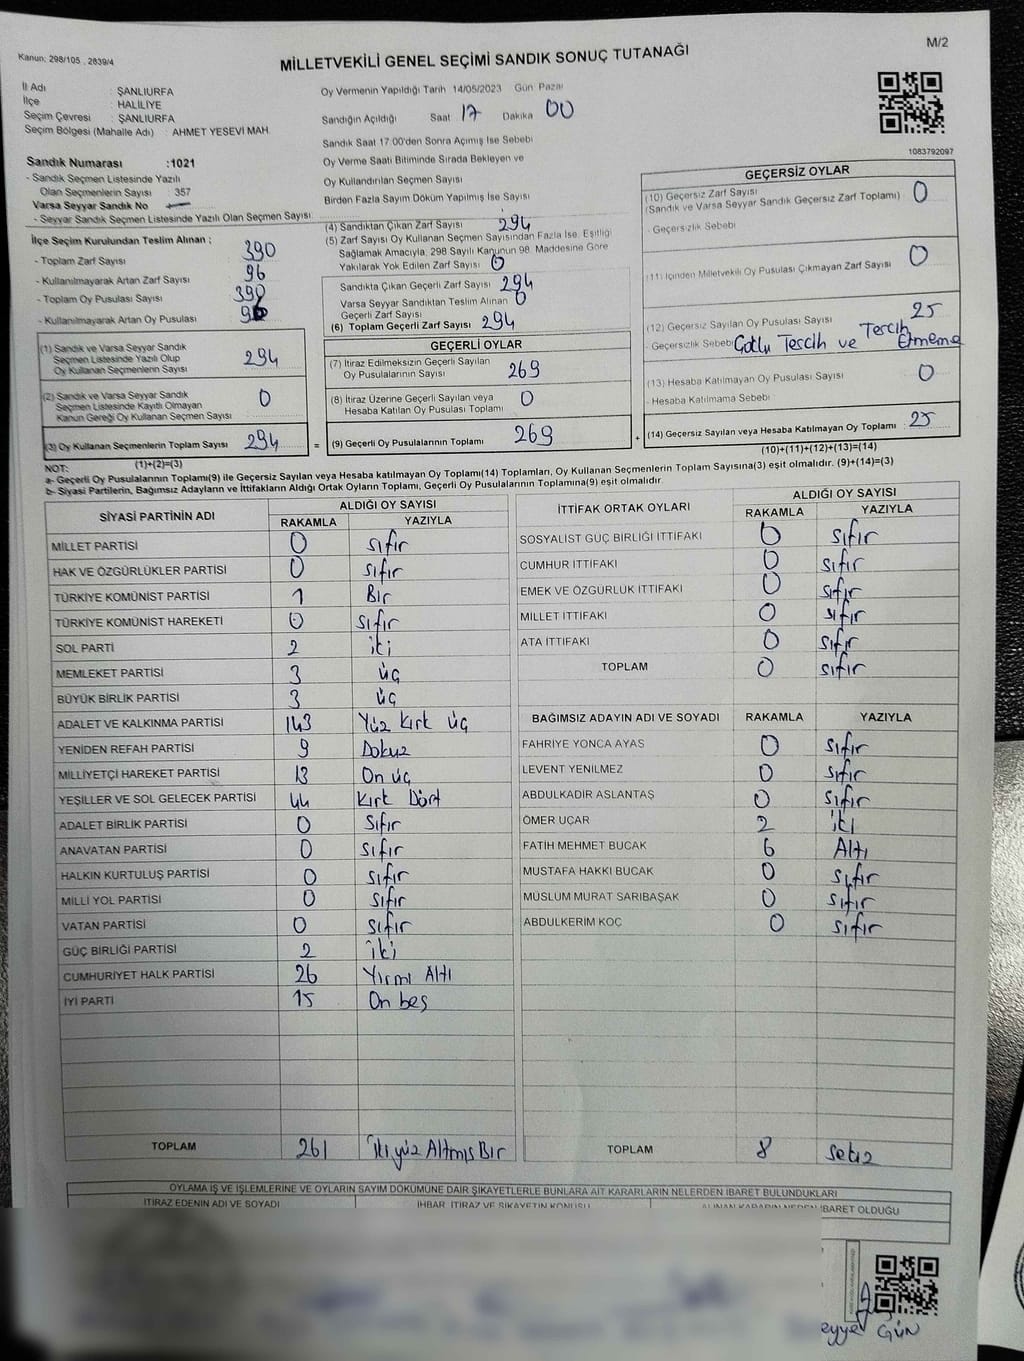 Kanun: 298/105 , 2839/4
MİLLETVEKİLİ GENEL SEÇİMİ SANDIK SONUÇ TUTANAĞI
M/2
İl Adı : ŞANLIURFA
İlçe : HALİLİYE
Seçim Çevresi : ŞANLIURFA
Seçim Bölgesi (Mahalle Adı) : AHMET YESEVİ MAH.
Sandık Numarası :1021
- Sandık Seçmen Listesinde Yazılı
Olan Seçmenlerin Sayısı : 357
Varsa Seyyar Sandık No
- Seyyar Sandık Seçmen Listesinde Yazılı Olan Seçmen Sayısı
Oy Vermenin Yapıldığı Tarih 14/05/2023 Gün: Pazar
Sandığın Açıldığı Saat 17 Dakika 00
Sandık Saat 17:00'den Sonra Açımış İse Sebebi
Oy Verme Saati Bitiminde Sırada Bekleyen ve
Oy Kullandırılan Seçmen Sayısı
Birden Fazla Sayım Döküm Yapılmış İse Sayısı
1083792097
İlçe Seçim Kurulundan Teslim Alınan ;
- Toplam Zarf Sayısı 390
- Kullanılmayarak Artan Zarf Sayısı 96
- Toplam Oy Pusulası Sayısı 390
- Kullanılmayarak Artan Oy Pusulası 96
(1) Sandık ve Varsa Seyyar Sandık
Seçmen Listesinde Yazılı Olup
Oy Kullanan Seçmenlerin Sayısı 294
(2) Sandık ve Varsa Seyyar Sandık
Seçmen Listesinde Kayıtlı Olmayan
Kanun Gereği Oy Kullanan Seçmen Sayısı 0
(3) Oy Kullanan Seçmenlerin Toplam Sayısı 294 =
(1)+(2)=(3)
(4) Sandıktan Çıkan Zarf Sayısı 294
(5) Zarf Sayısı Oy Kullanan Seçmen Sayısından Fazla İse, Eşitliği
Sağlamak Amacıyla, 298 Sayılı Kanunun 98. Maddesine Göre
Yakılarak Yok Edilen Zarf Sayısı 0
Sandıkta Çıkan Geçerli Zarf Sayısı 294
Varsa Seyyar Sandıktan Teslim Alınan
Geçerli Zarf Sayısı 0
(6) Toplam Geçerli Zarf Sayısı 294
GEÇERLİ OYLAR
(7) İtiraz Edilmeksizin Geçerli Sayılan
Oy Pusulalarının Sayısı 269
(8) İtiraz Üzerine Geçerli Sayılan veya
Hesaba Katılan Oy Pusulası Toplamı 0
(9) Geçerli Oy Pusulalarının Toplamı 269 +
GEÇERSİZ OYLAR
(10) Geçersiz Zarf Sayısı
(Sandık ve Varsa Seyyar Sandık Geçersiz Zarf Toplamı) 0
- Geçersizlik Sebebi
(11) İçinden Milletvekili Oy Pusulası Çıkmayan Zarf Sayısı 0
(12) Geçersiz Sayılan Oy Pusulası Sayısı 25
- Geçersizlik Sebebi Çoklu Tercih ve Tercih Etmeme
(13) Hesaba Katılmayan Oy Pusulası Sayısı 0
- Hesaba Katılmama Sebebi
(14) Geçersiz Sayılan veya Hesaba Katılmayan Oy Toplamı : 25
(10)+(11)+(12)+(13)=(14)
NOT:
a- Geçerli Oy Pusulalarının Toplamı(9) ile Geçersiz Sayılan veya Hesaba katılmayan Oy Toplamı(14) Toplamları, Oy Kullanan Seçmenlerin Toplam Sayısına(3) eşit olmalıdır. (9)+(14)=(3)
b- Siyasi Partilerin, Bağımsız Adayların ve İttifakların Aldığı Ortak Oyların Toplamı, Geçerli Oy Pusulalarının Toplamına(9) eşit olmalıdır.
SİYASİ PARTİNİN ADI ALDIĞI OY SAYISI
RAKAMLA YAZIYLA
MİLLET PARTİSİ 0 sıfır
HAK VE ÖZGÜRLÜKLER PARTİSİ 0 sıfır
TÜRKİYE KOMÜNİST PARTİSİ 1 Bir
TÜRKİYE KOMÜNİST HAREKETİ 0 sıfır
SOL PARTİ 2 iki
MEMLEKET PARTİSİ 3 üç
BÜYÜK BİRLİK PARTİSİ 3 üç
ADALET VE KALKINMA PARTİSİ 143 Yüz kırk üç
YENİDEN REFAH PARTİSİ 9 Dokuz
MİLLİYETÇİ HAREKET PARTİSİ 13 On üç
YEŞİLLER VE SOL GELECEK PARTİSİ 44 Kırk Dört
ADALET BİRLİK PARTİSİ 0 Sıfır
ANAVATAN PARTİSİ 0 sıfır
HALKIN KURTULUŞ PARTİSİ 0 sıfır
MİLLİ YOL PARTİSİ 0 sıfır
VATAN PARTİSİ 0 sıfır
GÜÇ BİRLİĞİ PARTİSİ 2 iki
CUMHURİYET HALK PARTİSİ 26 Yirmi Altı
İYİ PARTİ 15 On beş
TOPLAM 261 İkiyüz Altmış Bir
İTTİFAK ORTAK OYLARI ALDIĞI OY SAYISI
RAKAMLA YAZIYLA
SOSYALİST GÜÇ BİRLİĞİ İTTİFAKI 0 sıfır
CUMHUR İTTİFAKI 0 sıfır
EMEK VE ÖZGÜRLÜK İTTİFAKI 0 sıfır
MİLLET İTTİFAKI 0 sıfır
ATA İTTİFAKI 0 sıfır
TOPLAM 0 sıfır
BAĞIMSIZ ADAYIN ADI VE SOYADI RAKAMLA YAZIYLA
FAHRİYE YONCA AYAS 0 sıfır
LEVENT YENİLMEZ 0 sıfır
ABDULKADİR ASLANTAŞ 0 sıfır
ÖMER UÇAR 2 iki
FATİH MEHMET BUCAK 6 Altı
MUSTAFA HAKKI BUCAK 0 sıfır
MÜSLÜM MURAT SARIBAŞAK 0 sıfır
ABDULKERİM KOÇ 0 sıfır
TOPLAM 8 sekiz
OYLAMA İŞ VE İŞLEMLERİNE VE OYLARIN SAYIM DÖKÜMÜNE DAİR ŞİKAYETLERLE BUNLARA AİT KARARLARIN NELERDEN İBARET BULUNDUKLARI
İTİRAZ EDENİN ADI VE SOYADI İHBAR, İTİRAZ VE ŞİKAYETİN KONUSU ALINAN KARARIN NEDEN İBARET OLDUĞU
GÜN